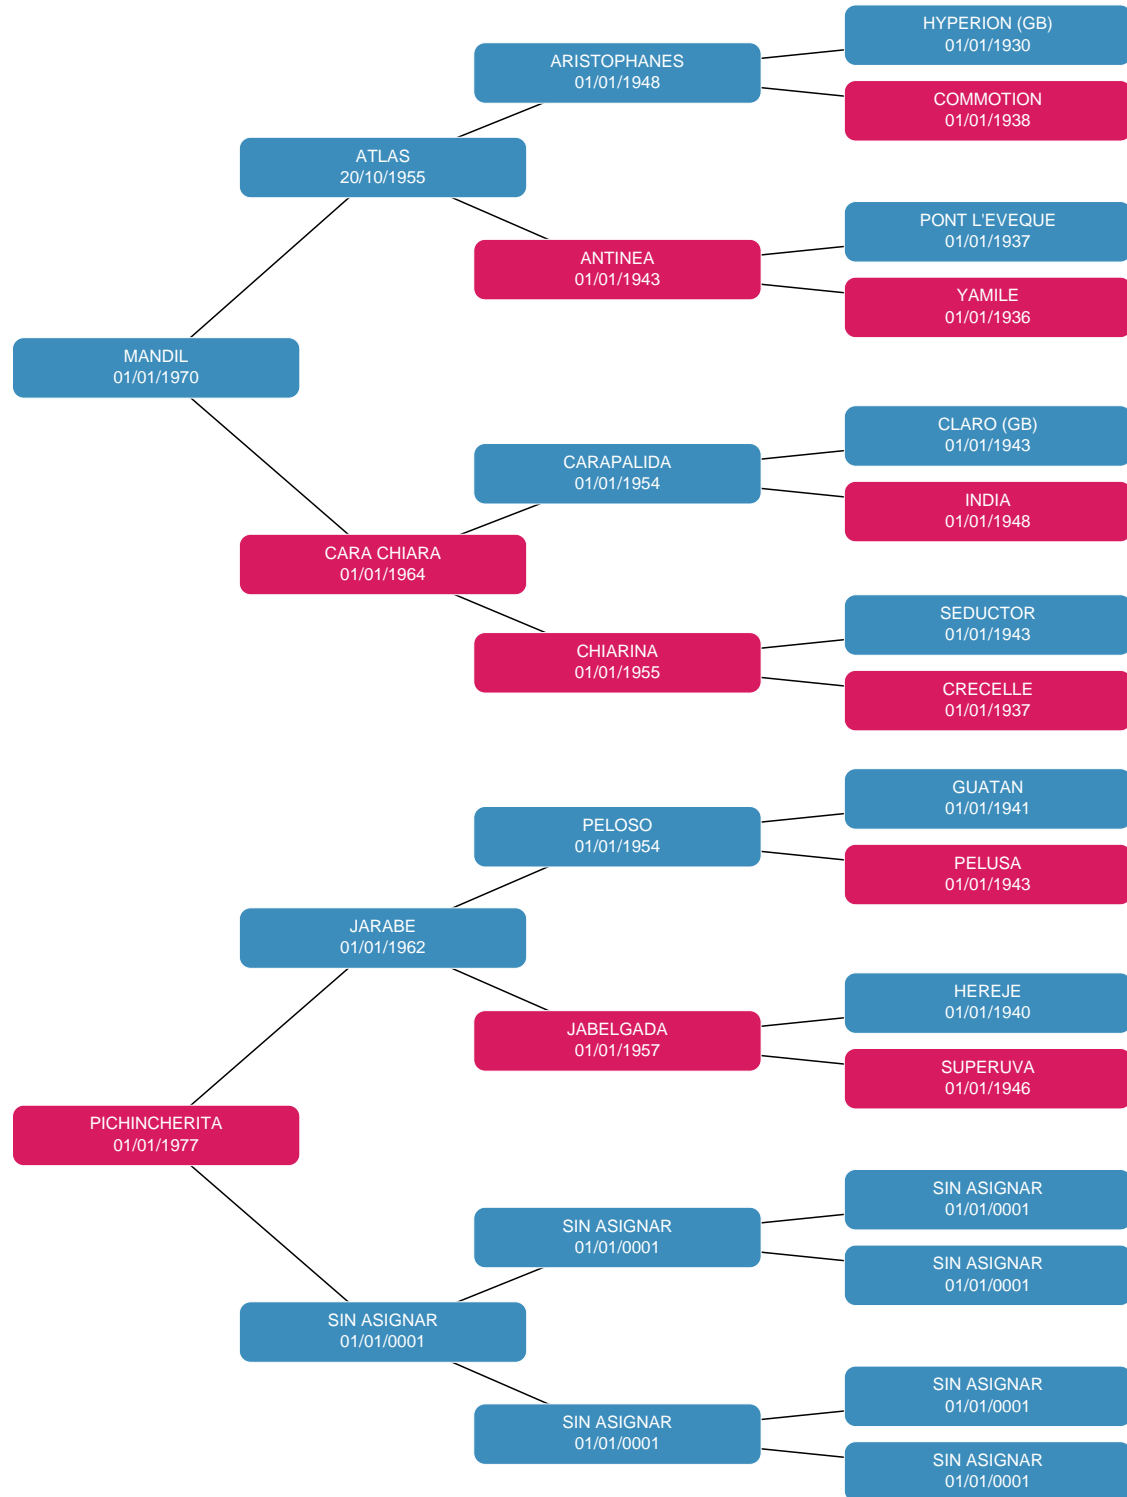 HYPERION (GB)
01/01/1930
ARISTOPHANES
01/01/1948
COMMOTION
01/01/1938
ATLAS
20/10/1955
PONT L'EVEQUE
01/01/1937
ANTINEA
01/01/1943
YAMILE
01/01/1936
MANDIL
01/01/1970
CLARO (GB)
01/01/1943
CARAPALIDA
01/01/1954
INDIA
01/01/1948
CARA CHIARA
01/01/1964
SEDUCTOR
01/01/1943
CHIARINA
01/01/1955
CRECELLE
01/01/1937
GUATAN
01/01/1941
PELOSO
01/01/1954
PELUSA
01/01/1943
JARABE
01/01/1962
HEREJE
01/01/1940
JABELGADA
01/01/1957
SUPERUVA
01/01/1946
PICHINCHERITA
01/01/1977
SIN ASIGNAR
01/01/0001
SIN ASIGNAR
01/01/0001
SIN ASIGNAR
01/01/0001
SIN ASIGNAR
01/01/0001
SIN ASIGNAR
01/01/0001
SIN ASIGNAR
01/01/0001
SIN ASIGNAR
01/01/0001